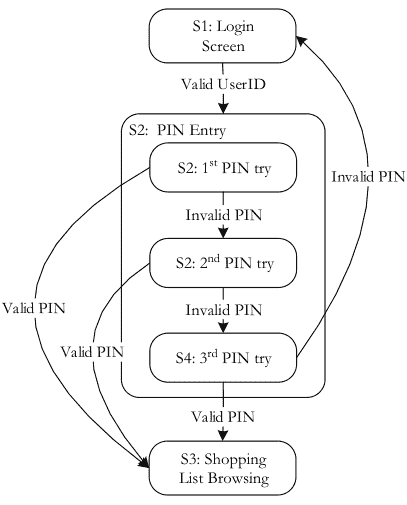 S1: Login
Screen
Valid UserID
S2: PIN Entry
S2: 1st PIN try
Invalid PIN
Invalid PIN
S2: 2nd PIN try
Valid PIN
Invalid PIN
Valid PIN
S4: 3rd PIN try
Valid PIN
S3: Shopping
List Browsing